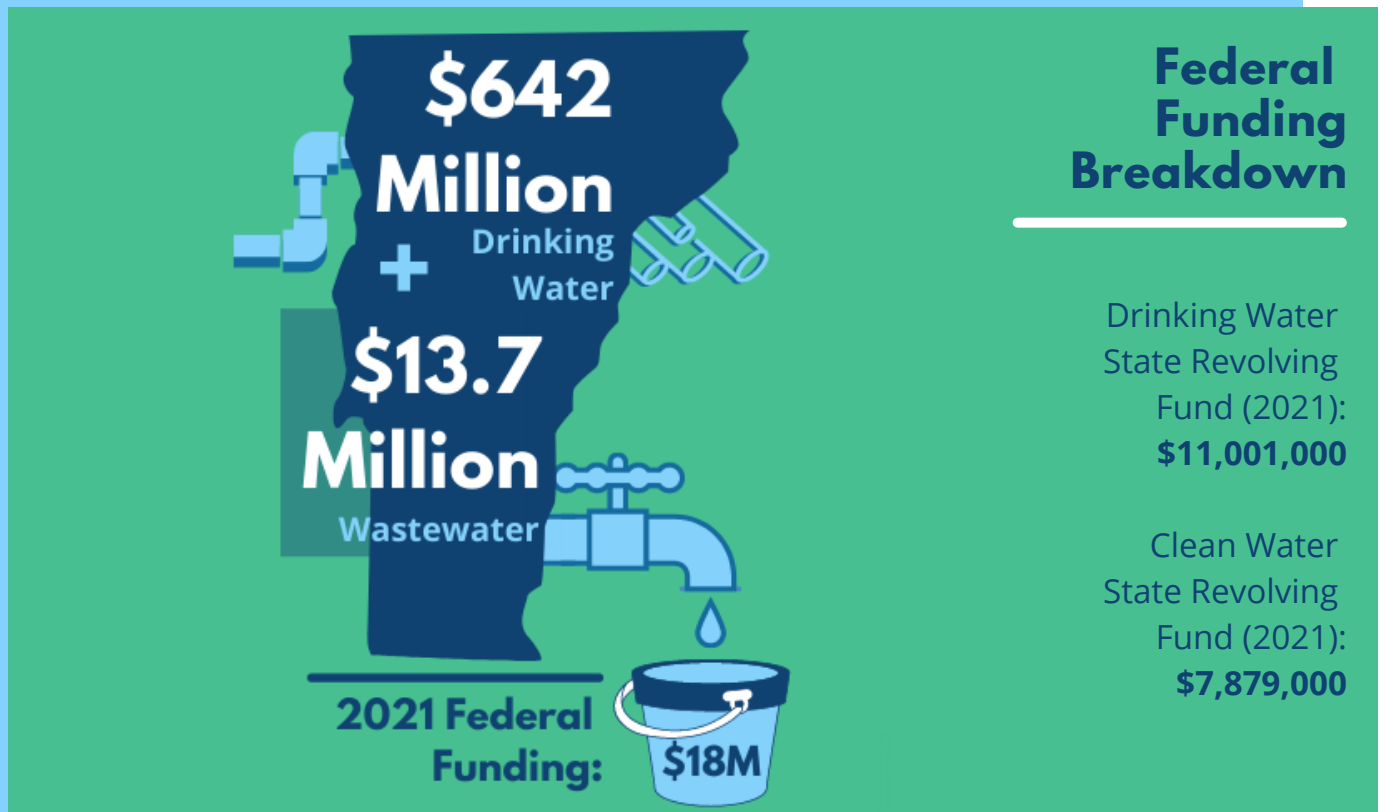 $642
Million
Drinking
+
Water
$13.7
Million
Wastewater
2021 Federal
Funding:
$18M
Federal
Funding
Breakdown
Drinking Water
State Revolving
Fund (2021):
$11,001,000
Clean Water
State Revolving
Fund (2021):
$7,879,000